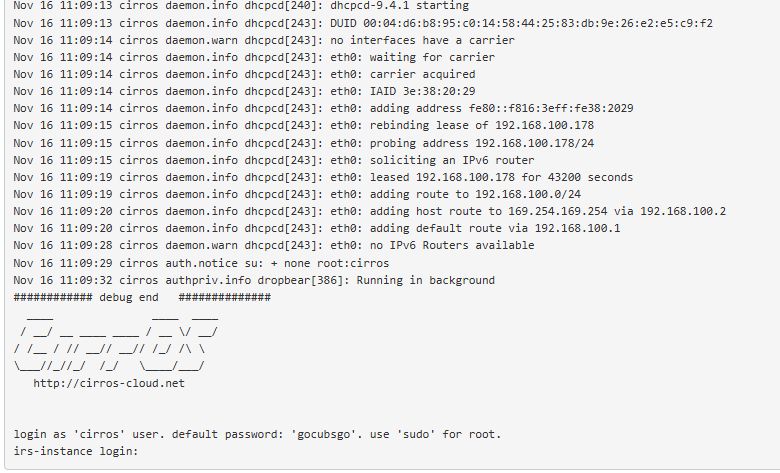 Nov 16 11:09:13 cirros daemon.info dhcpcd[240]: dhcpcd-9.4.1 starting
Nov 16 11:09:13 cirros daemon.info dhcpcd[243]: DUID 00:04:d6:b8:95:c0:14:58:44:25:83:db:9e:26:e2:e5:c9:f2
Nov 16 11:09:14 cirros daemon.warn dhcpcd[243]: no interfaces have a carrier
Nov 16 11:09:14 cirros daemon.info dhcpcd[243]: eth0: waiting for carrier
Nov 16 11:09:14 cirros daemon.info dhcpcd[243]: eth0: carrier acquired
Nov 16 11:09:14 cirros daemon.info dhcpcd[243]: eth0: IAID 3e:38:20:29
Nov 16 11:09:14 cirros daemon.info dhcpcd[243]: eth0: adding address fe80::f816:3eff:fe38:2029
Nov 16 11:09:15 cirros daemon.info dhcpcd[243]: eth0: rebinding lease of 192.168.100.178
Nov 16 11:09:15 cirros daemon.info dhcpcd[243]: eth0: probing address 192.168.100.178/24
Nov 16 11:09:15 cirros daemon.info dhcpcd[243]: eth0: soliciting an IPv6 router
Nov 16 11:09:19 cirros daemon.info dhcpcd[243]: eth0: leased 192.168.100.178 for 43200 seconds
Nov 16 11:09:19 cirros daemon.info dhcpcd[243]: eth0: adding route to 192.168.100.0/24
Nov 16 11:09:20 cirros daemon.info dhcpcd[243]: eth0: adding host route to 169.254.169.254 via 192.168.100.2
Nov 16 11:09:20 cirros daemon.info dhcpcd[243]: eth0: adding default route via 192.168.100.1
Nov 16 11:09:28 cirros daemon.warn dhcpcd[243]: eth0: no IPv6 Routers available
Nov 16 11:09:29 cirros auth.notice su: + none root:cirros
Nov 16 11:09:32 cirros authpriv.info dropbear[386]: Running in background
############ debug end   ##############
  ____               ____  ____
 / __/ __ ____ ____ / __ \/ __/
/ /__ / // __// __// /_/ /\ \
\___//_//_/  /_/   \____/___/
   http://cirros-cloud.net
login as 'cirros' user. default password: 'gocubsgo'. use 'sudo' for root.
irs-instance login: